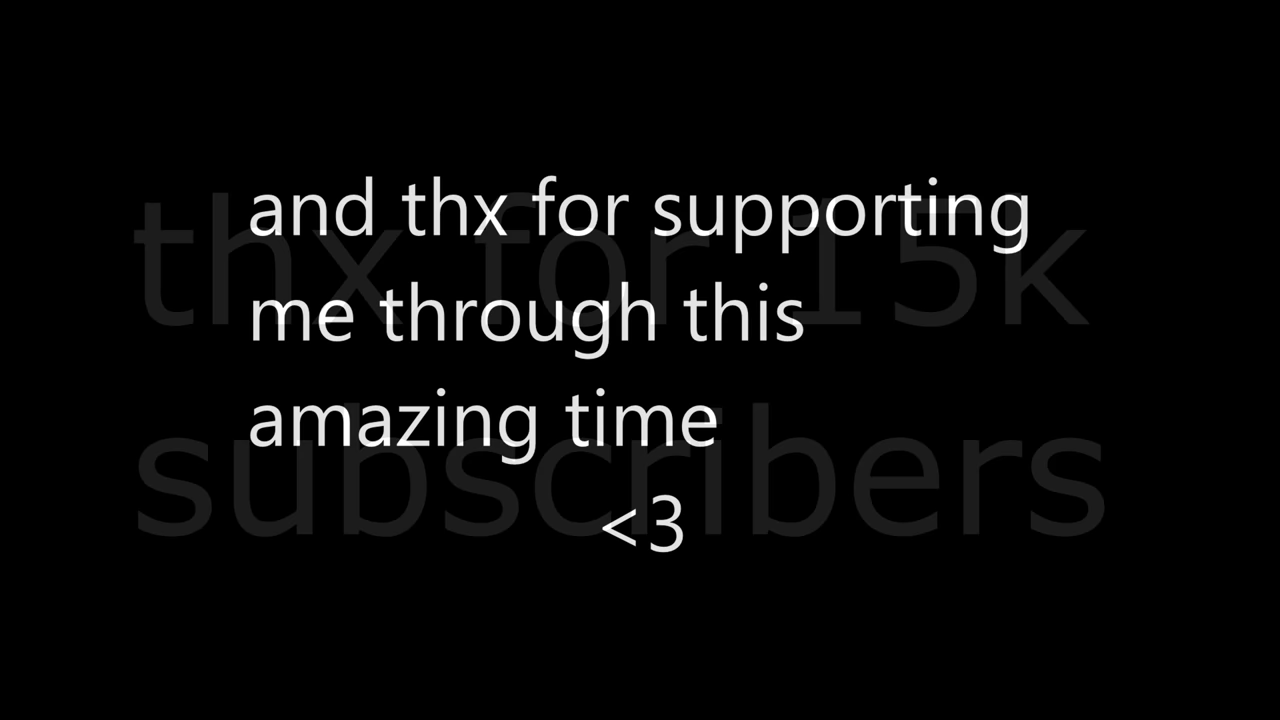 thx for 15k
subscribers
and thx for supporting
me through this
amazing time
<3